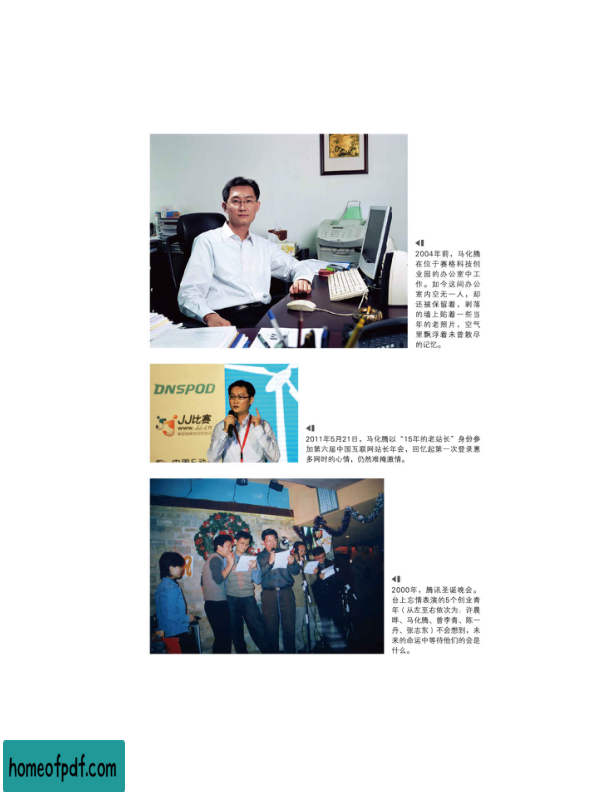 2004年前，马化腾
在位于赛格科技创
业园的办公室中工
作。如今这间办公
室内空无一人，却
还被保留着，剥落
的墙上贴着一些当
年的老照片，空气
里飘浮着未曾散尽
的记忆。
DNSPOD
JJ比赛
www.JJ.cn
2011年5月21日，马化腾以“15年的老站长”身份参
加第六届中国互联网站长年会，回忆起第一次登录惠
多网时的心情，仍然难掩激情。
2000年，腾讯圣诞晚会。
台上忘情表演的5个创业青
年（从左至右依次为：许晨
晔、马化腾、曾李青、陈一
丹、张志东）不会想到，未
来的命运中等待他们的会是
什么。
homeofpdf.com